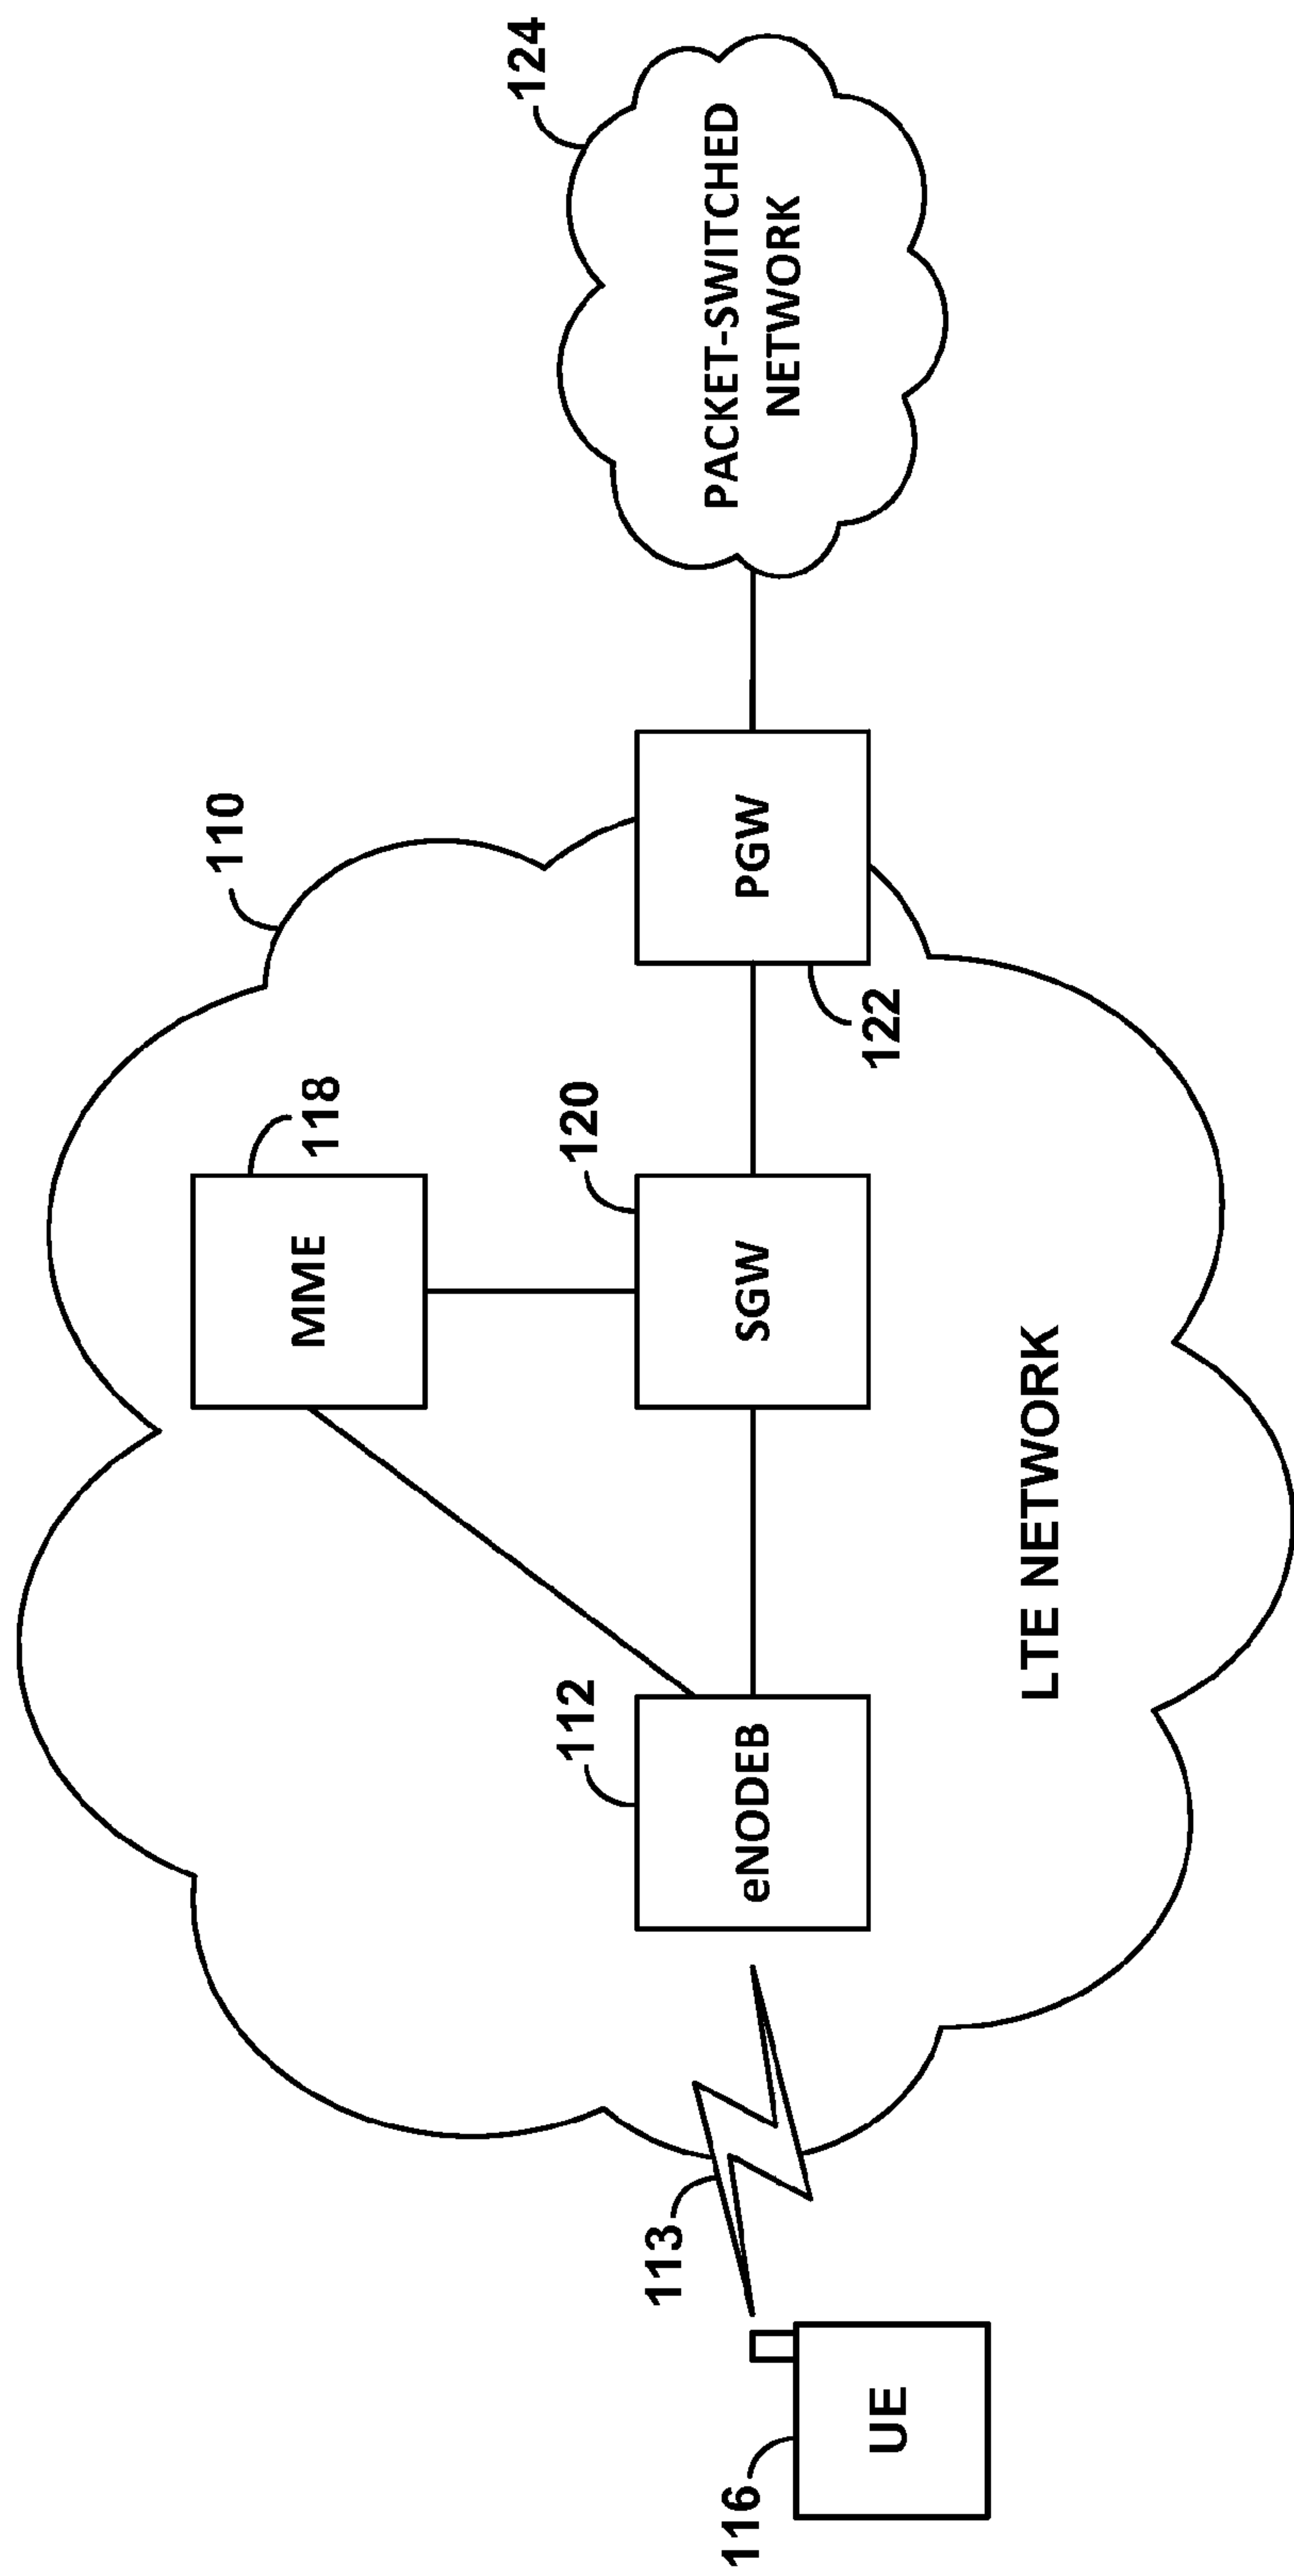 110
124
118
MME
112
120
113
116
eNODEB
SGW
PGW
PACKET-SWITCHED
NETWORK
122
UE
LTE NETWORK